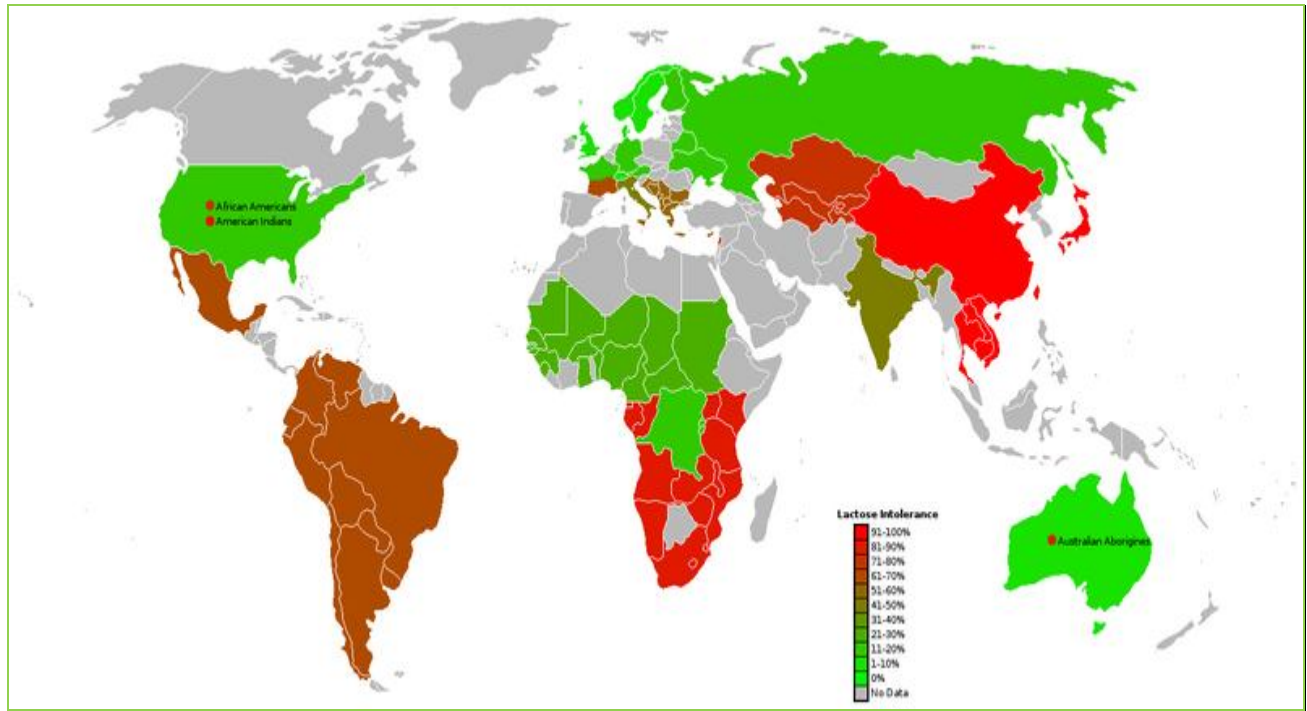 African Americans
American Indians
Lactose Intolerance
91-100%
81-90%
71-80%
61-70%
51-60%
41-50%
31-40%
21-30%
11-20%
1-10%
0%
No Data
Australian Aborigines